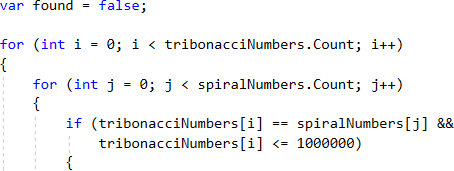 var found = false;
for (int i = 0; i < tribonacciNumbers.Count; i++)
{
for (int j = 0; j < spiralNumbers.Count; j++)
{
if (tribonacciNumbers[i] == spiralNumbers[j] &&
tribonacciNumbers[i] <= 1000000)
{